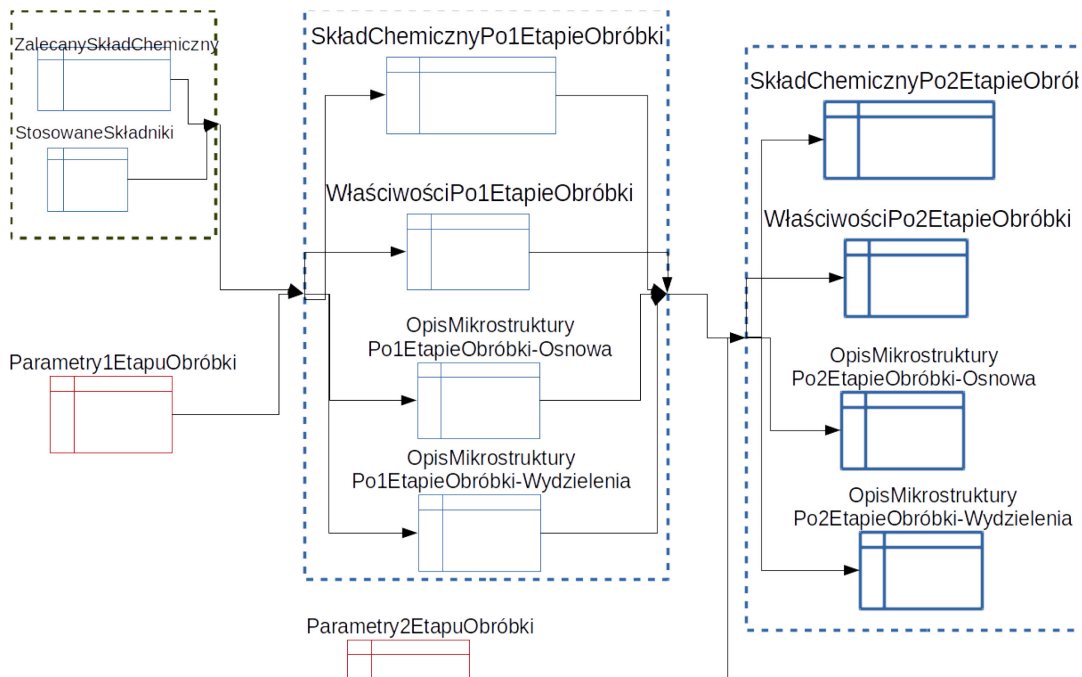 ZalecanySkładChemiczny
StosowaneSkładniki
Parametry1EtapuObróbki
SkładChemicznyPo1EtapieObróbki
WłaściwościPo1EtapieObróbki
OpisMikrostruktury
Po1EtapieObróbki-Osnowa
OpisMikrostruktury
Po1EtapieObróbki-Wydzielenia
Parametry2EtapuObróbki
SkładChemicznyPo2EtapieObrób
WłaściwościPo2EtapieObróbki
OpisMikrostruktury
Po2EtapieObróbki-Osnowa
OpisMikrostruktury
Po2EtapieObróbki-Wydzielenia